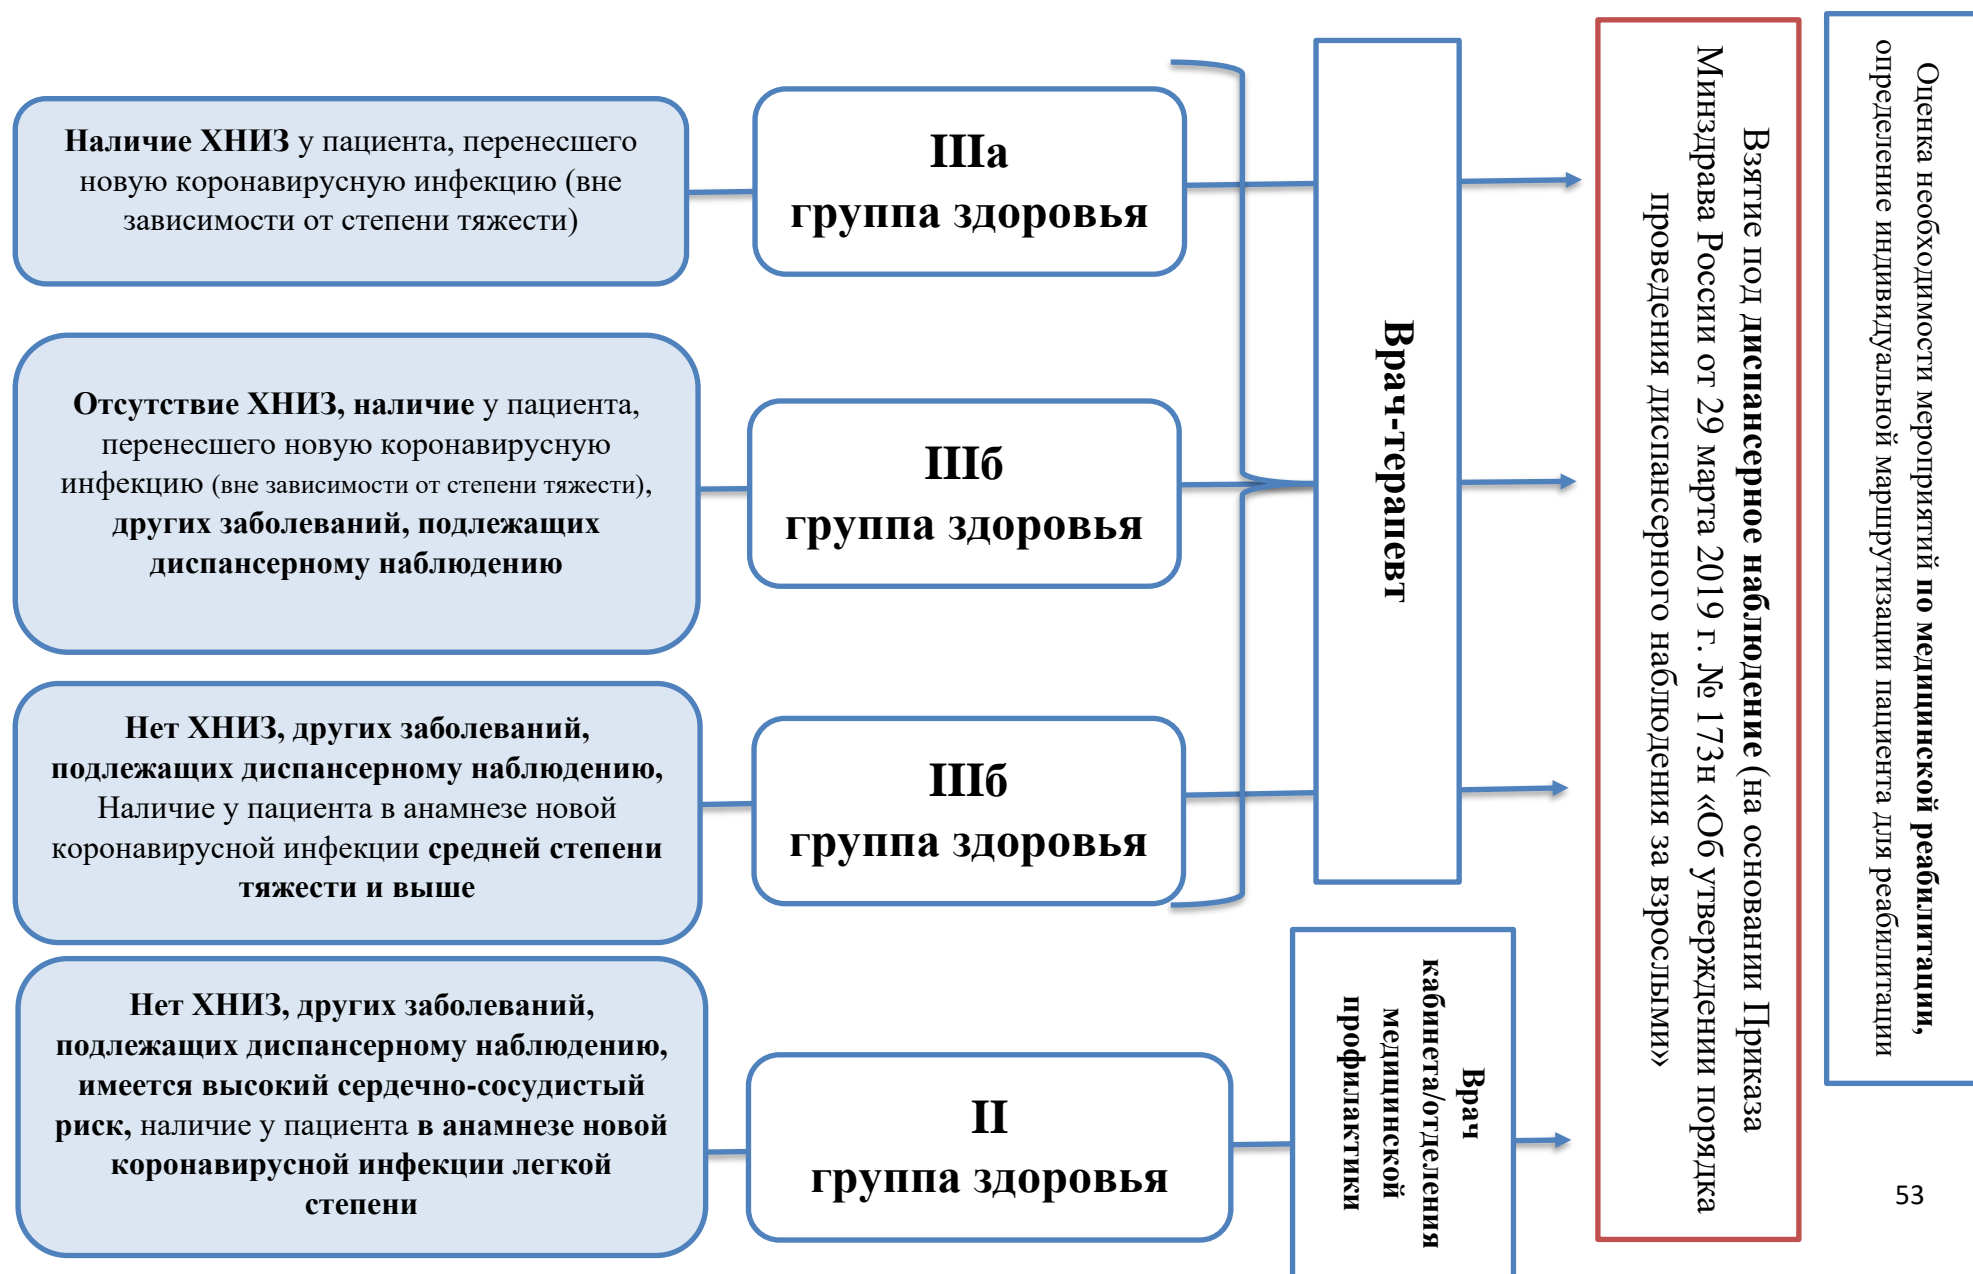 Наличие ХНИЗ у пациента, перенесшего
новую коронавирусную инфекцию (вне
зависимости от степени тяжести)
IIIа
группа здоровья
Отсутствие ХНИЗ, наличие у пациента,
перенесшего новую коронавирусную
инфекцию (вне зависимости от степени тяжести),
других заболеваний, подлежащих
диспансерному наблюдению
IIIб
группа здоровья
Нет ХНИЗ, других заболеваний,
подлежащих диспансерному наблюдению,
Наличие у пациента в анамнезе новой
коронавирусной инфекции средней степени
тяжести и выше
IIIб
группа здоровья
Нет ХНИЗ, других заболеваний,
подлежащих диспансерному наблюдению,
имеется высокий сердечно-сосудистый
риск, наличие у пациента в анамнезе новой
коронавирусной инфекции легкой
степени
II
группа здоровья
Врач-терапевт
Врач
кабинета/отделения
медицинской
профилактики
Взятие под диспансерное наблюдение (на основании Приказа
Минздрава России от 29 марта 2019 г. № 173н «Об утверждении порядка
проведения диспансерного наблюдения за взрослыми»
Оценка необходимости мероприятий по медицинской реабилитации,
определение индивидуальной маршрутизации пациента для реабилитации
53